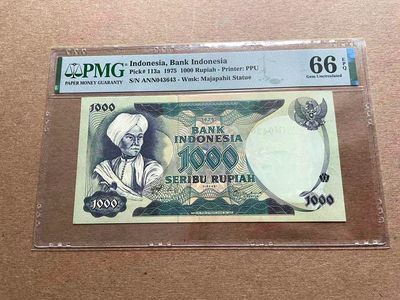 PMG
PAPER MONEY GUARANTY
Indonesia, Bank Indonesia
Pick# 113a 1975 1000 Rupiah - Printer: PPU
S/N ANN043643 - Wmk: Majapahit Statue
66 EPQ
Gem Uncirculated
1000
1975
BANK
INDONESIA
1000
SERIBU RUPIAH
1000
1000